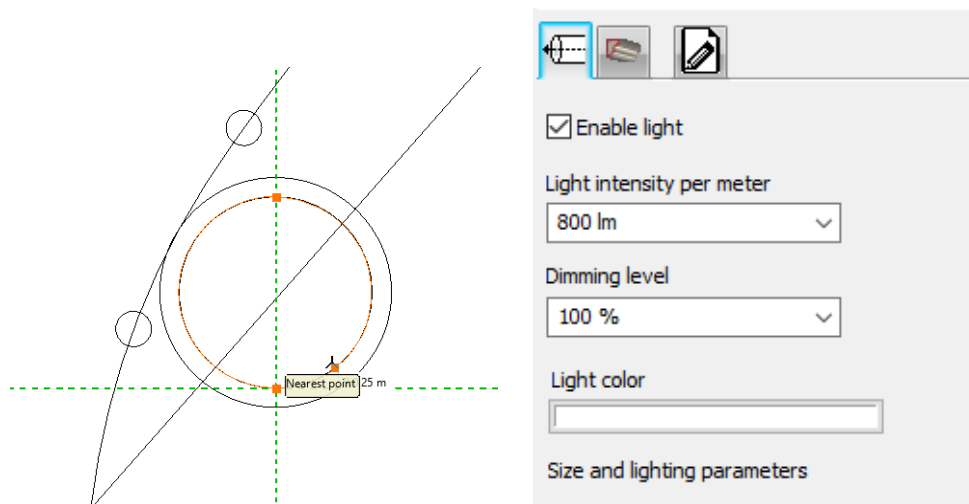 Nearest point 25 m
Enable light
Light intensity per meter
800 lm
Dimming level
100 %
Light color
Size and lighting parameters